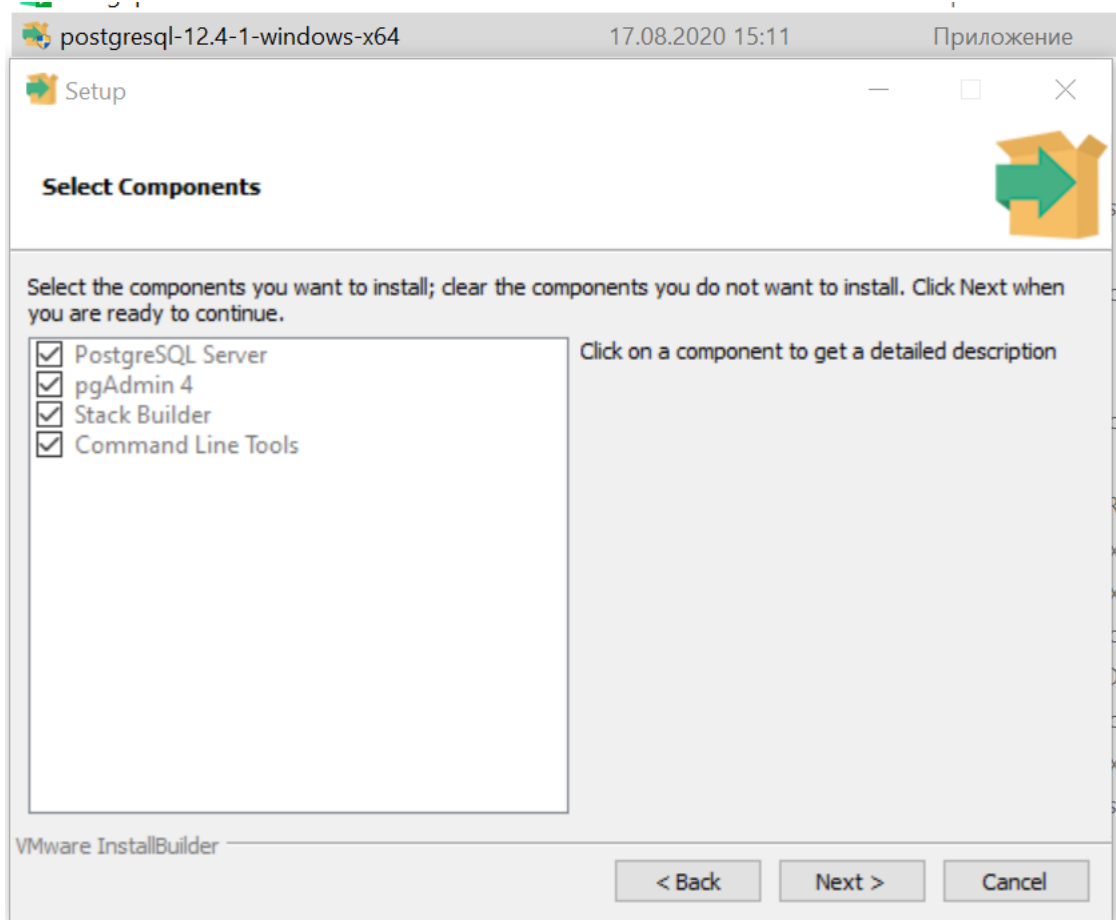 postgresql-12.4-1-windows-x64 17.08.2020 15:11 Приложение
Setup
Select Components
Select the components you want to install; clear the components you do not want to install. Click Next when
you are ready to continue.
PostgreSQL Server
pgAdmin 4
Stack Builder
Command Line Tools
Click on a component to get a detailed description
VMware InstallBuilder
< Back Next > Cancel